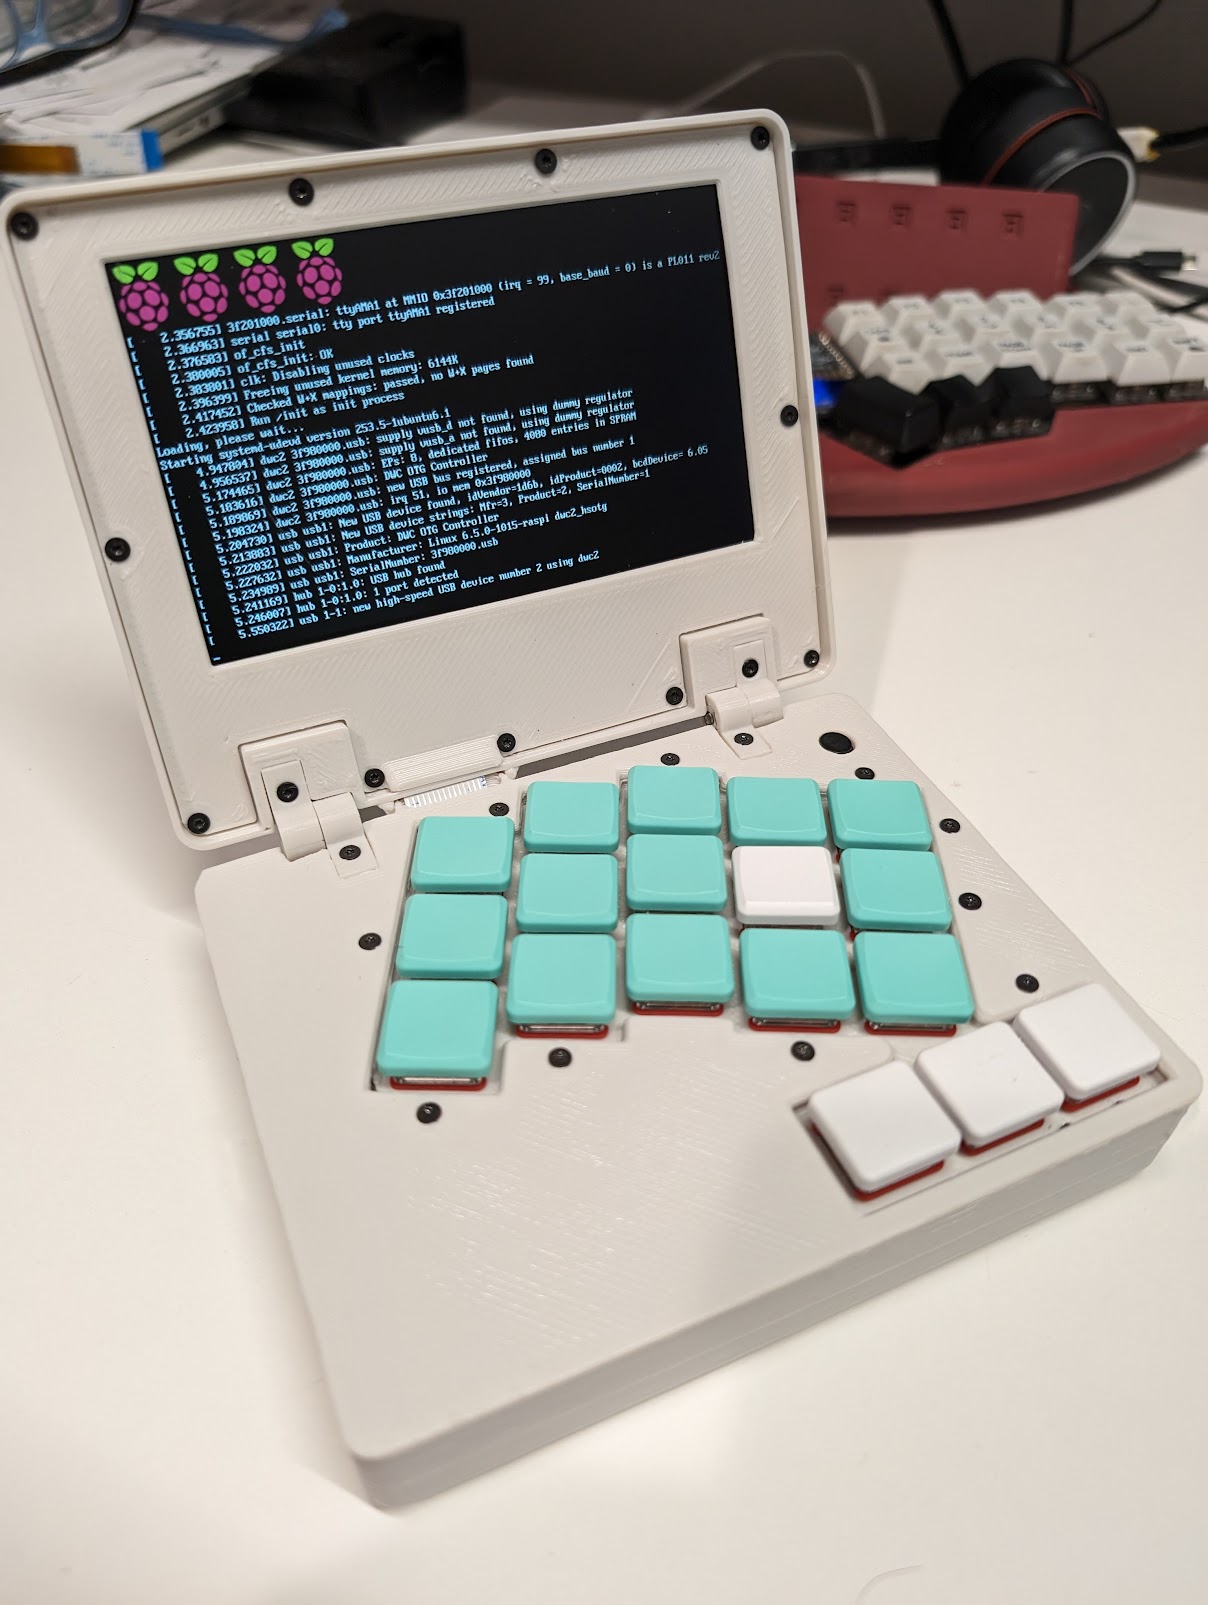 [    2.356755] 3f201000.serial: ttyAMA1 at MMIO 0x3f201000 (irq = 99, base_baud = 0) is a PL011 rev2
[    2.366963] serial serial0: tty port ttyAMA1 registered
[    2.376583] of_cfs_init
[    2.380005] of_cfs_init: OK
[    2.383801] clk: Disabling unused clocks
[    2.396399] Freeing unused kernel memory: 6144K
[    2.417452] Checked W+X mappings: passed, no W+X pages found
[    2.423958] Run /init as init process
Loading, please wait...
Starting systemd-udevd version 253.5-1ubuntu6.1
[    4.947804] dwc2 3f980000.usb: supply vusb_d not found, using dummy regulator
[    4.956537] dwc2 3f980000.usb: supply vusb_a not found, using dummy regulator
[    5.174465] dwc2 3f980000.usb: EPs: 8, dedicated fifos, 4080 entries in SPRAM
[    5.183616] dwc2 3f980000.usb: DWC OTG Controller
[    5.189869] dwc2 3f980000.usb: new USB bus registered, assigned bus number 1
[    5.198324] dwc2 3f980000.usb: irq 51, io mem 0x3f980000
[    5.204730] usb usb1: New USB device found, idVendor=1d6b, idProduct=0002, bcdDevice= 6.05
[    5.213883] usb usb1: New USB device strings: Mfr=3, Product=2, SerialNumber=1
[    5.222032] usb usb1: Product: DWC OTG Controller
[    5.227632] usb usb1: Manufacturer: Linux 6.5.0-1015-raspi dwc2_hsotg
[    5.234989] usb usb1: SerialNumber: 3f980000.usb
[    5.241169] hub 1-0:1.0: USB hub found
[    5.246007] hub 1-0:1.0: 1 port detected
[    5.550322] usb 1-1: new high-speed USB device number 2 using dwc2